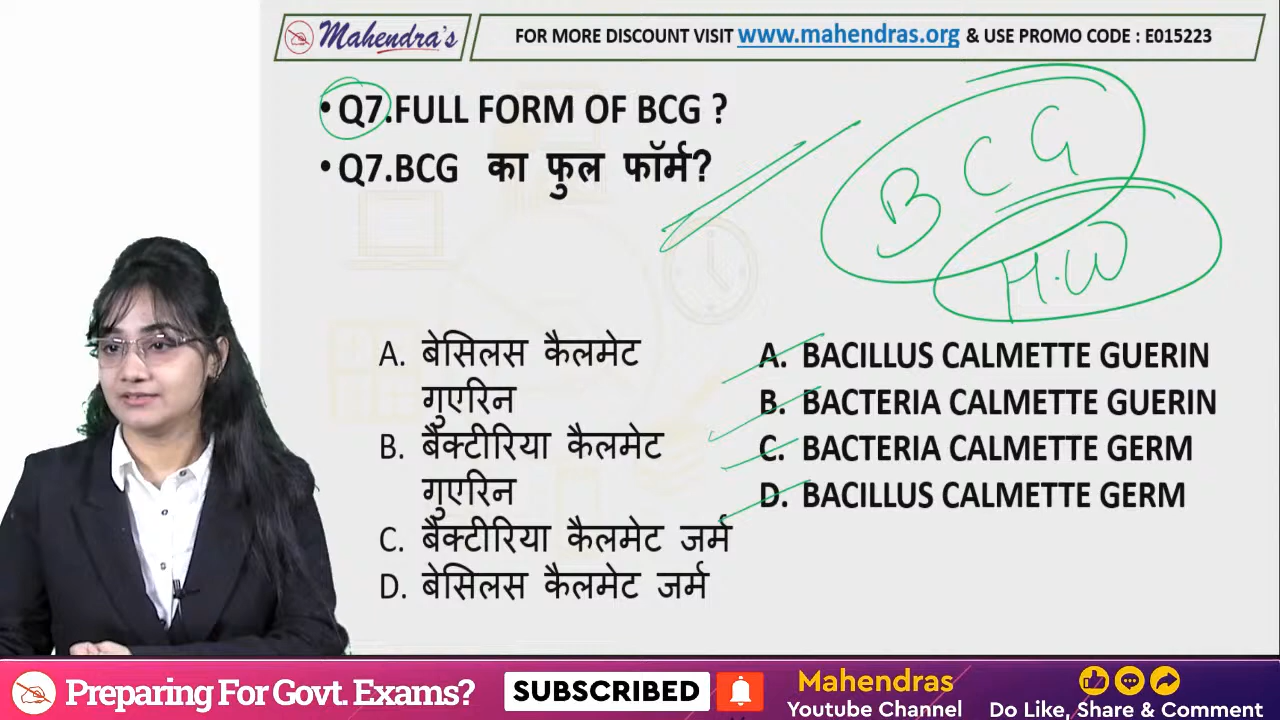 Mahendra's
FOR MORE DISCOUNT VISIT www.mahendras.org & USE PROMO CODE : E015223
• Q7.FULL FORM OF BCG ?
• Q7.BCG का फुल फॉर्म?
BCG
H.W
A. बेसिलस कैलमेट
गुएरिन
B. बैक्टीरिया कैलमेट
गुएरिन
C. बैक्टीरिया कैलमेट जर्म
D. बेसिलस कैलमेट जर्म
A. BACILLUS CALMETTE GUERIN
B. BACTERIA CALMETTE GUERIN
C. BACTERIA CALMETTE GERM
D. BACILLUS CALMETTE GERM
Preparing For Govt. Exams?
SUBSCRIBED
Mahendras
YouTube Channel
Do Like, Share & Comment